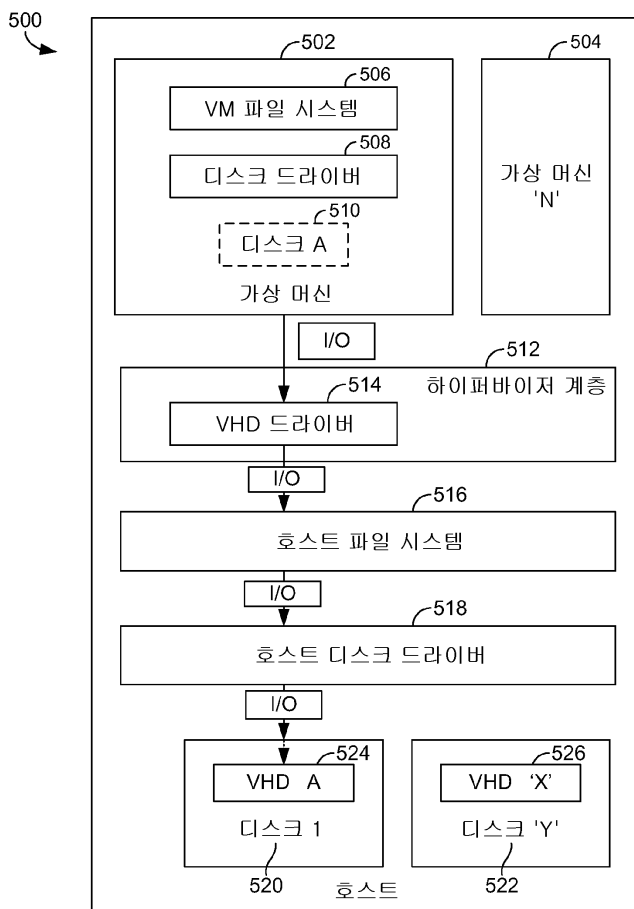 500
502
504
506
VM 파일 시스템
508
디스크 드라이버
510
디스크 A
가상 머신
가상 머신
'N'
I/O
512
하이퍼바이저 계층
514
VHD 드라이버
I/O
516
호스트 파일 시스템
I/O
518
호스트 디스크 드라이버
I/O
524
VHD A
디스크 1
520
526
VHD ‘X’
디스크 'Y'
522
호스트